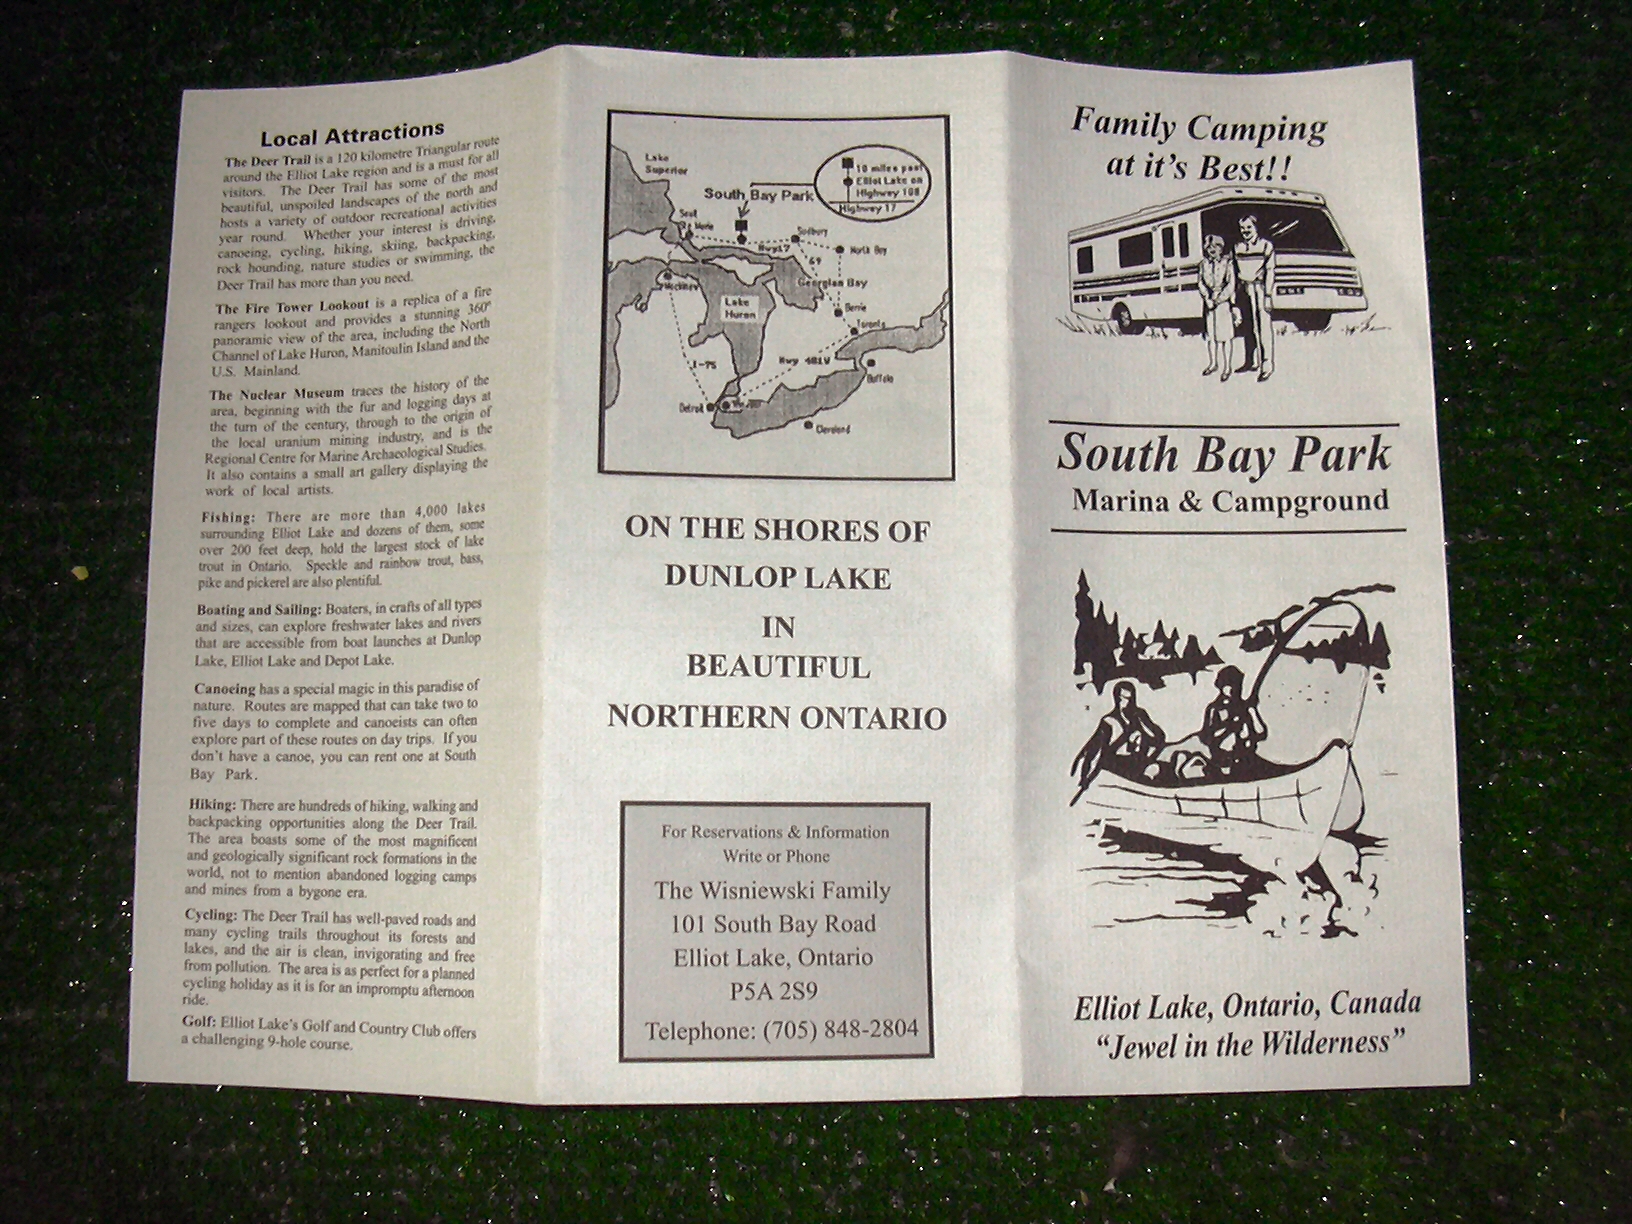 Local Attractions
The Deer Trail is a 120 kilometre Triangular route
around the Elliot Lake region and is a must for all
visitors. The Deer Trail has some of the most
beautiful, unspoiled landscapes of the north and
hosts a variety of outdoor recreational activities
year round. Whether your interest is driving,
canoeing, cycling, hiking, skiing, backpacking,
rock hounding, nature studies or swimming, the
Deer Trail has more than you need.
The Fire Tower Lookout is a replica of a fire
rangers lookout and provides a stunning 360°
panoramic view of the area, including the North
Channel of Lake Huron, Manitoulin Island and the
U.S. Mainland.
The Nuclear Museum traces the history of the
area, beginning with the fur and logging days at
the turn of the century, through to the origin of
the local uranium mining industry, and is the
Regional Centre for Marine Archaeological Studies.
It also contains a small art gallery displaying the
work of local artists.
Fishing: There are more than 4,000 lakes
surrounding Elliot Lake and dozens of them, some
over 200 feet deep, hold the largest stock of lake
trout in Ontario. Speckle and rainbow trout, bass,
pike and pickerel are also plentiful.
Boating and Sailing: Boaters, in crafts of all types
and sizes, can explore freshwater lakes and rivers
that are accessible from boat launches at Dunlop
Lake, Elliot Lake and Depot Lake.
Canoeing has a special magic in this paradise of
nature. Routes are mapped that can take two to
five days to complete and canoeists can often
explore part of these routes on day trips. If you
don't have a canoe, you can rent one at South
Bay Park.
Hiking: There are hundreds of hiking, walking and
backpacking opportunities along the Deer Trail.
The area boasts some of the most magnificent
and geologically significant rock formations in the
world, not to mention abandoned logging camps
and mines from a bygone era.
Cycling: The Deer Trail has well-paved roads and
many cycling trails throughout its forests and
lakes, and the air is clean, invigorating and free
from pollution. The area is as perfect for a planned
cycling holiday as it is for an impromptu afternoon
ride.
Golf: Elliot Lake's Golf and Country Club offers
a challenging 9-hole course.
Lake
Superior
10 miles past
Elliot Lake on
Highway 108
Highway 17
South Bay Park
Sault
Ste Marie
Sudbury
Hwy17
North Bay
69
Georgian Bay
Mackinaw
Lake
Huron
Barrie
Toronto
Hwy 401W
I-75
Buffalo
Detroit
Cleveland
ON THE SHORES OF
DUNLOP LAKE
IN
BEAUTIFUL
NORTHERN ONTARIO
For Reservations & Information
Write or Phone
The Wisniewski Family
101 South Bay Road
Elliot Lake, Ontario
P5A 2S9
Telephone: (705) 848-2804
Family Camping
at it's Best!!
South Bay Park
Marina & Campground
Elliot Lake, Ontario, Canada
"Jewel in the Wilderness"